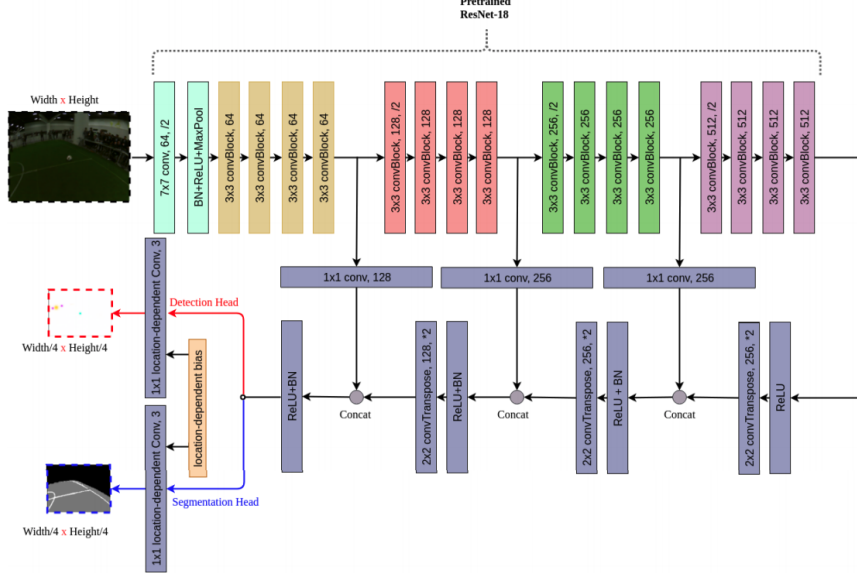 Pretrained
ResNet-18
Width x Height
7x7 conv, 64, /2
BN+ReLU+MaxPool
3x3 convBlock, 64
3x3 convBlock, 64
3x3 convBlock, 64
3x3 convBlock, 64
3x3 convBlock, 128, /2
3x3 convBlock, 128
3x3 convBlock, 128
3x3 convBlock, 128
3x3 convBlock, 256, /2
3x3 convBlock, 256
3x3 convBlock, 256
3x3 convBlock, 256
3x3 convBlock, 512, /2
3x3 convBlock, 512
3x3 convBlock, 512
3x3 convBlock, 512
1x1 conv, 128
1x1 conv, 256
1x1 conv, 256
1x1 location-dependent Conv, 3
Detection Head
Width/4 x Height/4
location-dependent bias
ReLU+BN
Concat
2x2 convTranspose, 128, *2
ReLU+BN
Concat
2x2 convTranspose, 256, *2
ReLU + BN
Concat
2x2 convTranspose, 256, *2
ReLU
1x1 location-dependent Conv, 3
Segmentation Head
Width/4 x Height/4